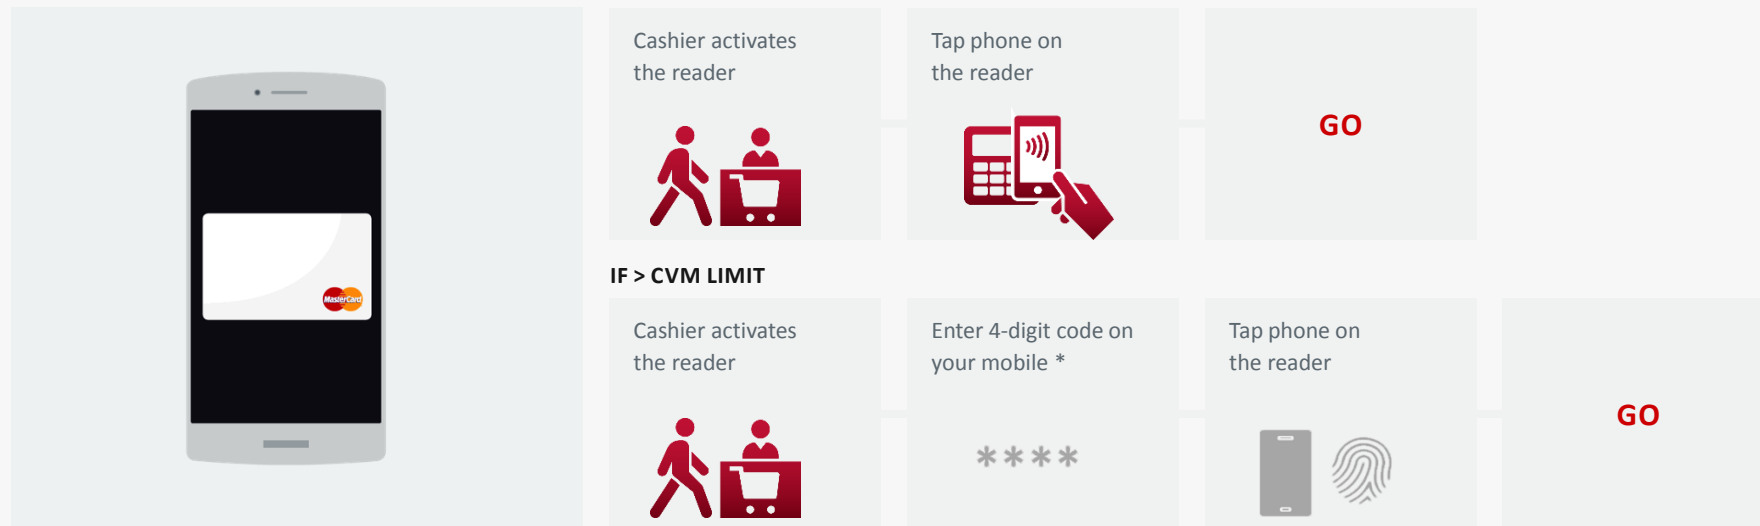 MasterCard
Cashier activates
the reader
Tap phone on
the reader
GO
IF > CVM LIMIT
Cashier activates
the reader
Enter 4-digit code on
your mobile *
****
Tap phone on
the reader
GO